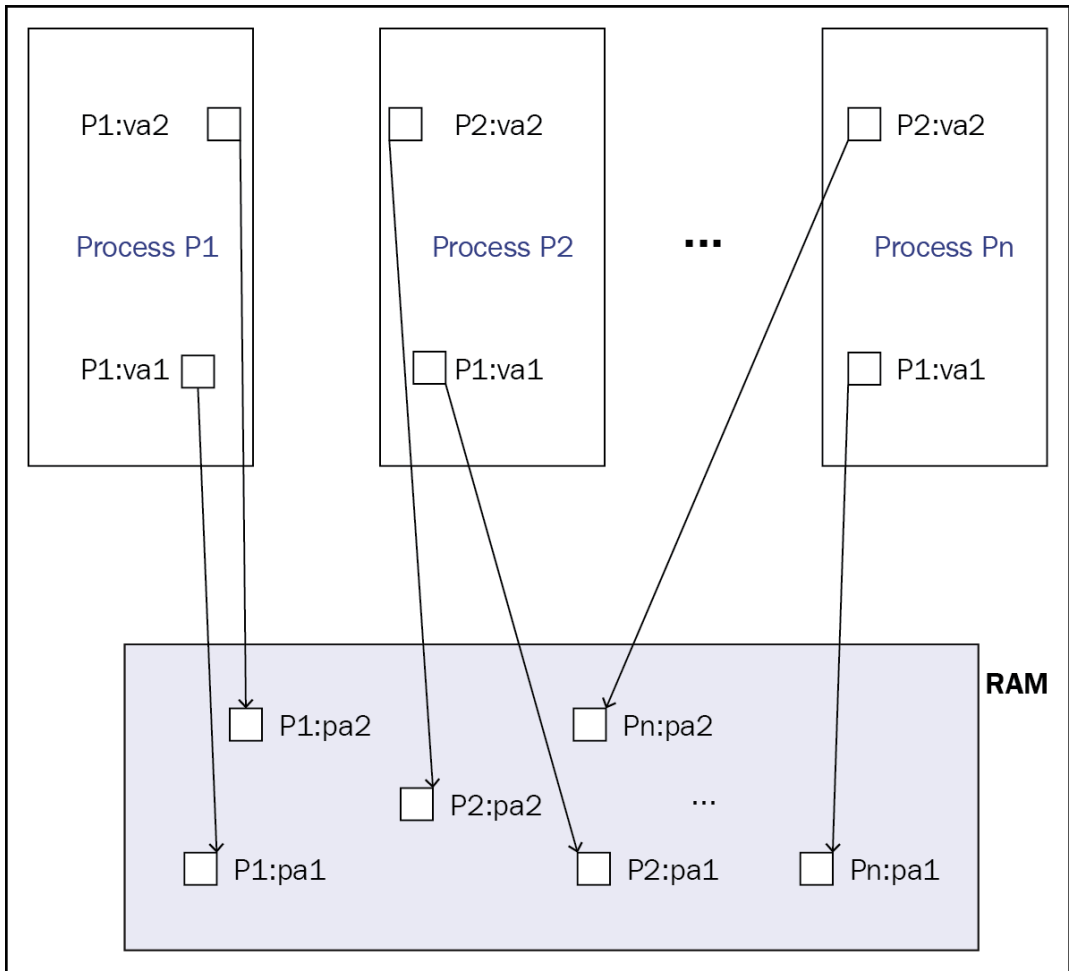 P1:va2
P2:va2
P2:va2
Process P1
Process P2
...
Process Pn
P1:va1
P1:va1
P1:va1
RAM
P1:pa2
Pn:pa2
P2:pa2
...
P1:pa1
P2:pa1
Pn:pa1